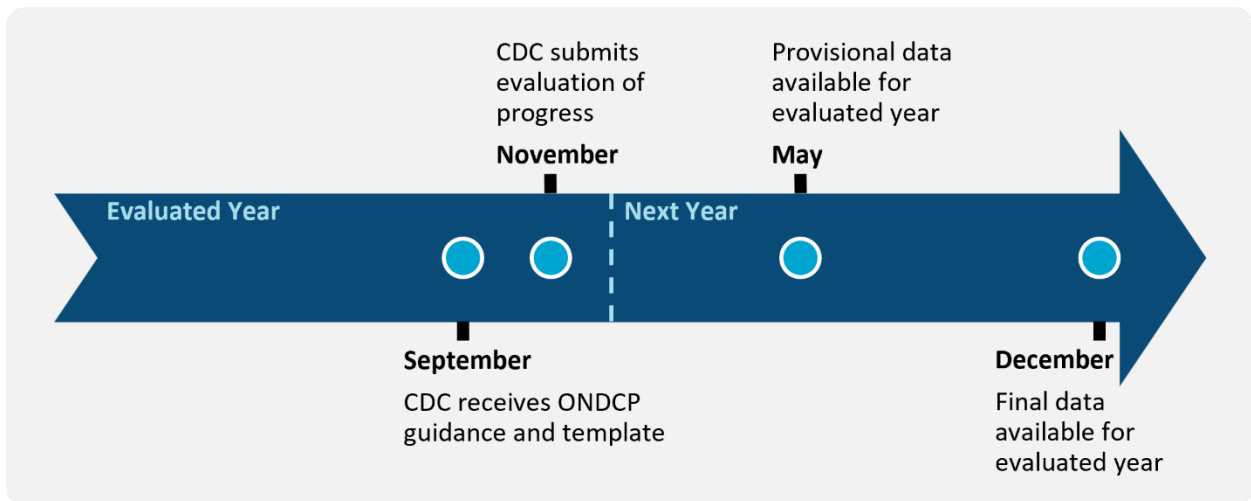 CDC submits
evaluation of
progress
November
Provisional data
available for
evaluated year
May
Evaluated Year
Next Year
September
CDC receives ONDCP
guidance and template
December
Final data
available for
evaluated year